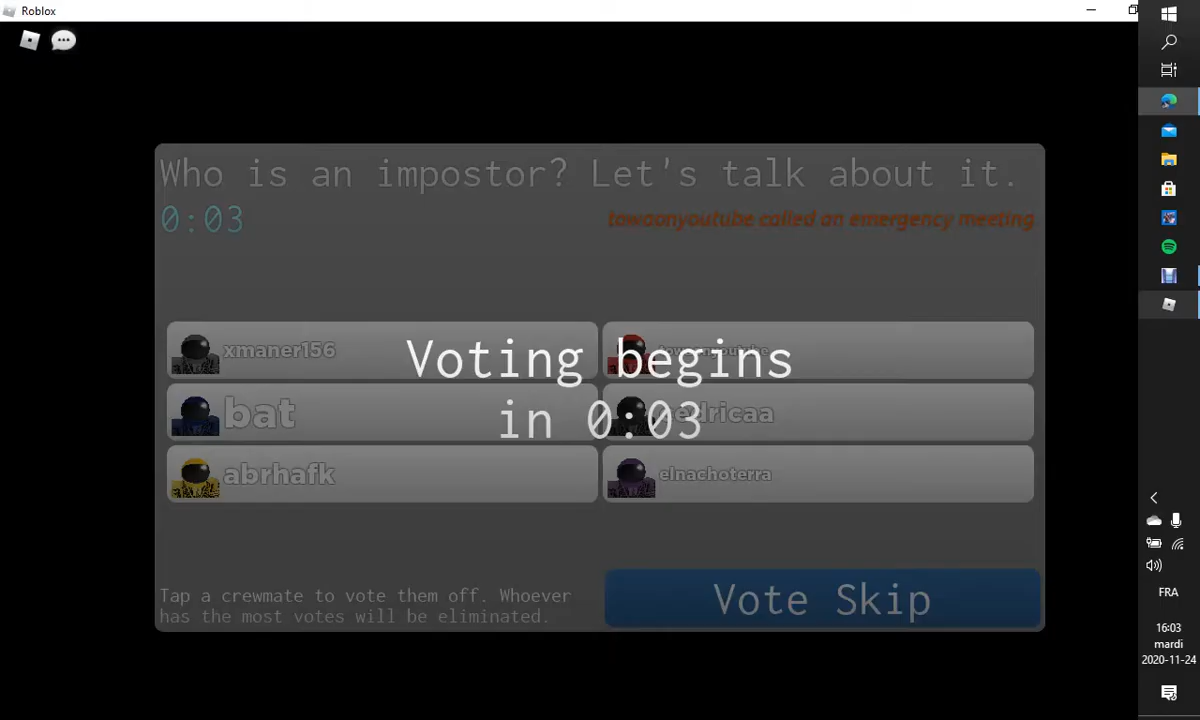 Roblox
Who is an impostor? Let's talk about it.
0:03
towaonyoutube called an emergency meeting
xmaner156
towaonyoutube
Voting begins
in 0:03
bat
abrhafk
elnachoterra
Tap a crewmate to vote them off. Whoever
has the most votes will be eliminated.
Vote Skip
FRA
16:03
mardi
2020-11-24